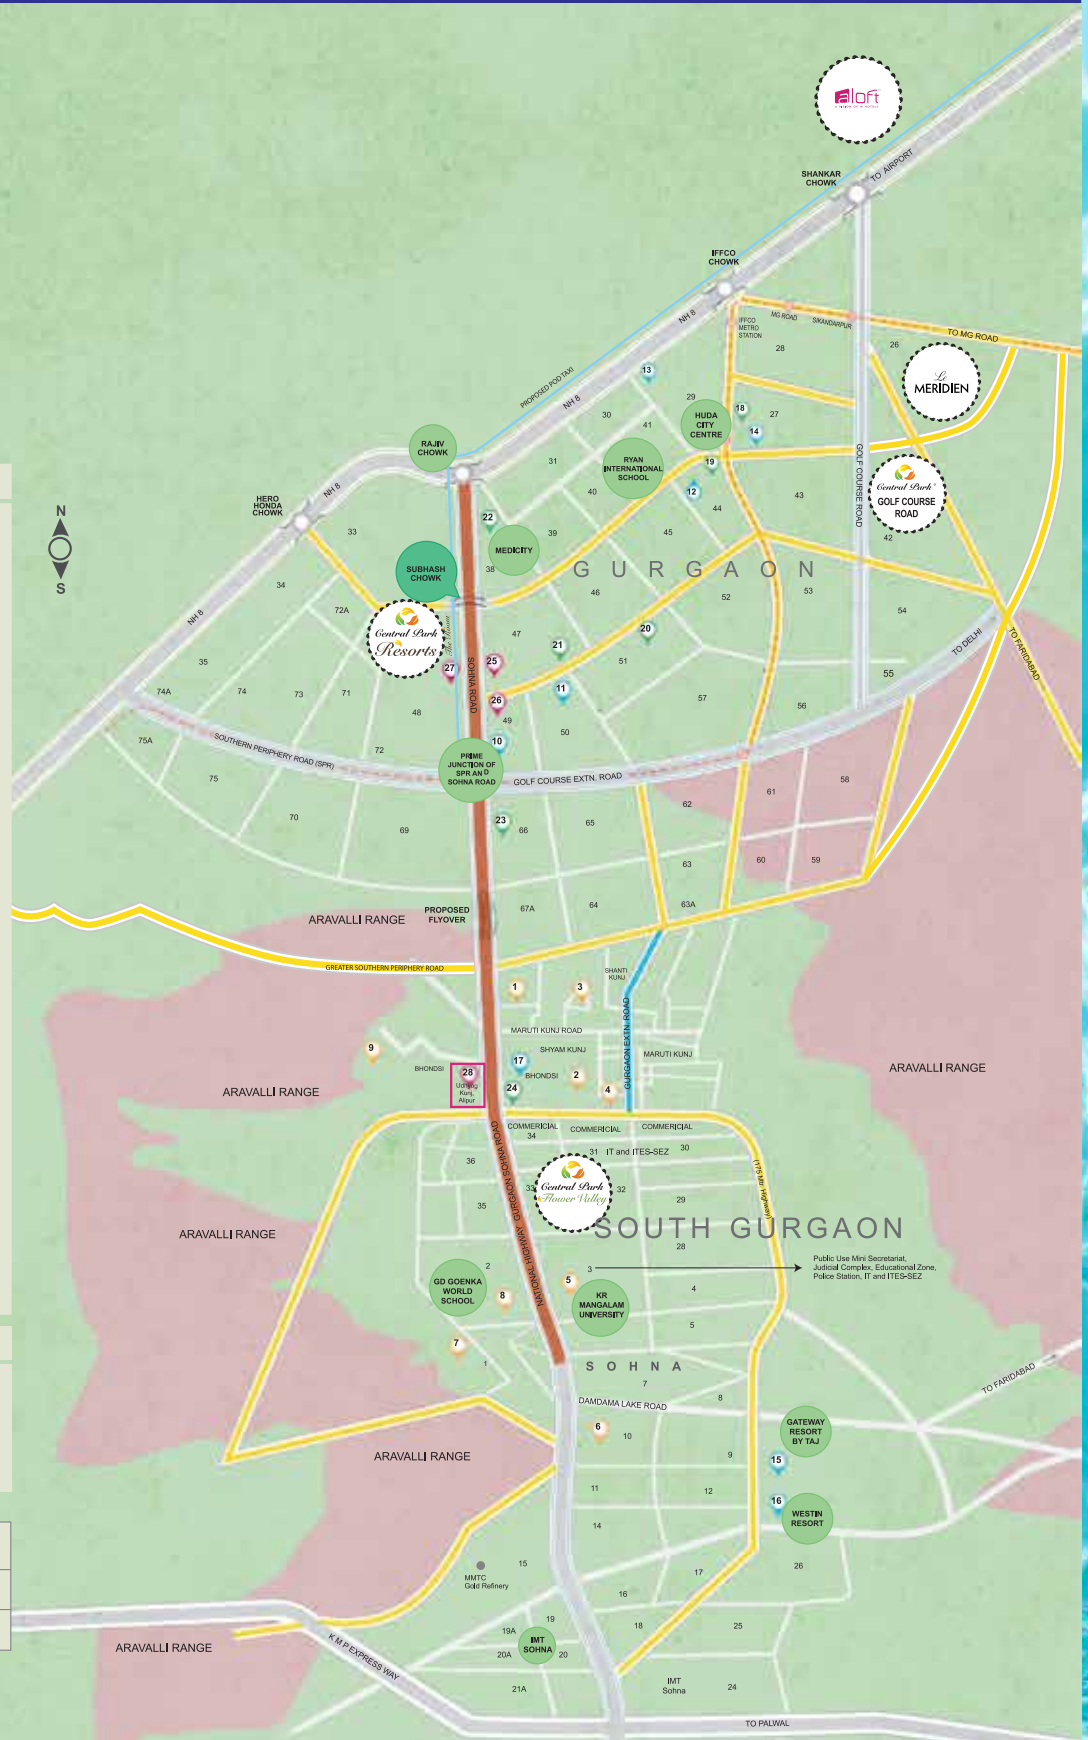 aloft
SHANKAR
CHOWK
TO AIRPORT
IFFCO
CHOWK
NH 8
IFFCO
METRO
STATION
MG ROAD
SIKANDARPUR
TO MG ROAD
28
26
Le
MERIDIEN
PROPOSED POD TAXI
NH 8
13
29
30
41
HUDA
CITY
CENTRE
18
27
14
RAJIV
CHOWK
31
RYAN
INTERNATIONAL
SCHOOL
19
GOLF COURSE ROAD
Central Park
GOLF COURSE
ROAD
NH 8
HERO
HONDA
CHOWK
40
12
43
44
N
S
33
22
39
45
42
MEDICITY
SUBHASH
CHOWK
38
GURGAON
34
72A
46
52
53
54
Central Park
Resorts
NH 8
47
20
TO DELHI
TO FARIDABAD
21
35
27
25
SOHNA ROAD
51
55
74A
74
73
71
11
57
26
48
49
56
75A
50
10
SOUTHERN PERIPHERY ROAD (SPR)
72
PRIME
JUNCTION OF
SPR AND
SOHNA ROAD
75
GOLF COURSE EXTN. ROAD
58
61
62
70
69
23
66
65
63
60
59
67A
64
63A
ARAVALLI RANGE
PROPOSED
FLYOVER
GREATER SOUTHERN PERIPHERY ROAD
SHANTI
KUNJ
1
3
GURGAON EXTN. ROAD
MARUTI KUNJ ROAD
9
SHYAM KUNJ
MARUTI KUNJ
BHONDSI
28
Udhyog
Kunj,
Alipur
17
BHONDSI
2
24
4
ARAVALLI RANGE
ARAVALLI RANGE
COMMERICIAL
COMMERICIAL
COMMERICIAL
34
31
IT and ITES-SEZ
30
36
NATIONAL HIGHWAY GURGAON SOHNA ROAD
33
Central Park
Flower Valley
32
(175 Mtr. Highway)
35
29
ARAVALLI RANGE
SOUTH GURGAON
28
2
3
Public Use Mini Secretariat,
Judicial Complex, Educational Zone,
Police Station, IT and ITES-SEZ
GD GOENKA
WORLD
SCHOOL
5
8
KR
MANGALAM
UNIVERSITY
4
5
7
1
SOHNA
7
TO FARIDABAD
8
DAMDAMA LAKE ROAD
6
10
GATEWAY
RESORT
BY TAJ
ARAVALLI RANGE
9
15
11
12
16
WESTIN
RESORT
14
15
MMTC
Gold Refinery
17
26
16
19
18
25
19A
IMT
SOHNA
20A
20
K M P EXPRESS WAY
ARAVALLI RANGE
21A
IMT
Sohna
24
TO PALWAL